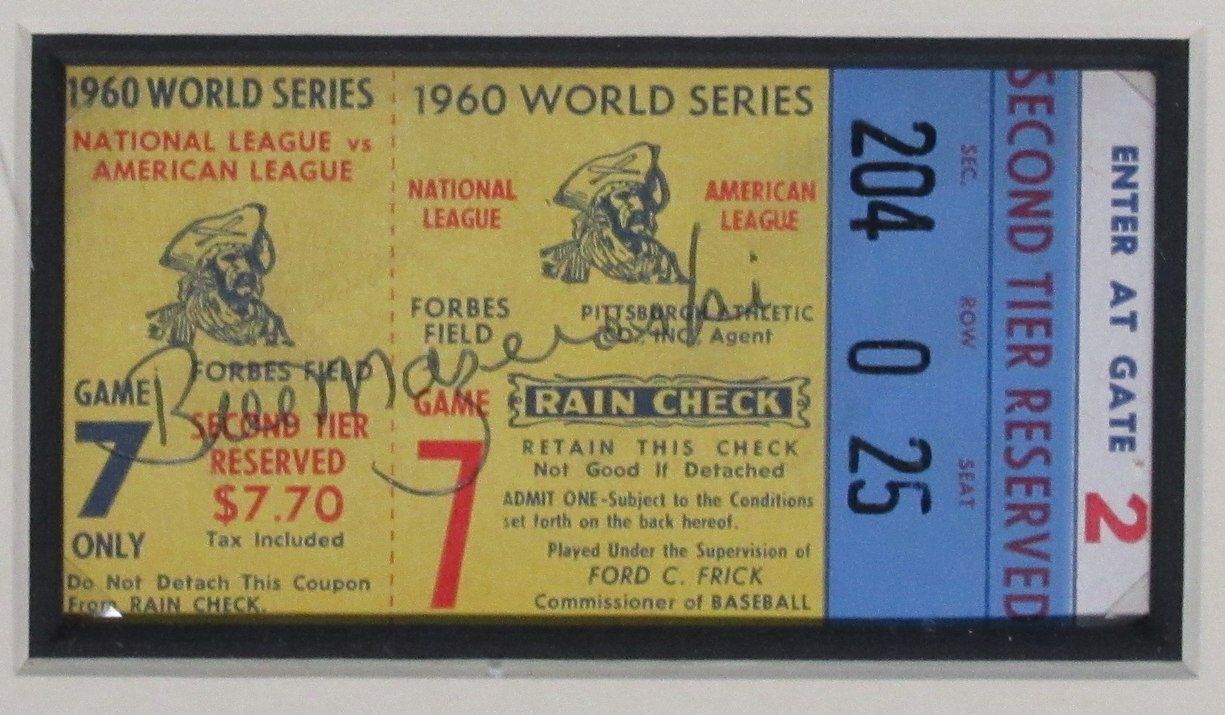 1960 WORLD SERIES
NATIONAL LEAGUE vs
AMERICAN LEAGUE
FORBES FIELD
GAME
7
ONLY
SECOND TIER
RESERVED
$7.70
Tax Included
Do Not Detach This Coupon
From RAIN CHECK.
Bill Mazeroski
1960 WORLD SERIES
NATIONAL
LEAGUE
AMERICAN
LEAGUE
FORBES
FIELD
PITTSBURGH ATHLETIC
CO. INC. Agent
GAME
7
RAIN CHECK
RETAIN THIS CHECK
Not Good If Detached
ADMIT ONE-Subject to the Conditions
set forth on the back hereof.
Played Under the Supervision of
FORD C. FRICK
Commissioner of BASEBALL
SEC.
204
ROW
0
SEAT
25
SECOND TIER RESERVED
ENTER AT GATE
2